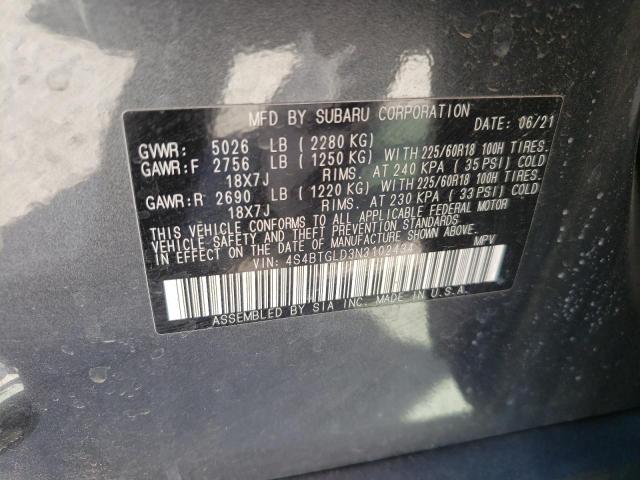 MFD BY SUBARU CORPORATION DATE: 06/21
GVWR: 5026 LB ( 2280 KG)
GAWR:F 2756 LB ( 1250 KG) WITH 225/60R18 100H TIRES.
18X7J RIMS. AT 240 KPA ( 35 PSI) COLD
GAWR:R 2690 LB ( 1220 KG) WITH 225/60R18 100H TIRES.
18X7J RIMS. AT 230 KPA ( 33 PSI) COLD
THIS VEHICLE CONFORMS TO ALL APPLICABLE FEDERAL MOTOR
VEHICLE SAFETY AND THEFT PREVENTION STANDARDS
IN EFFECT ON THE DATE OF MANUFACTURE SHOWN ABOVE.
VIN: MPV
ASSEMBLED BY SIA INC. MADE IN U.S.A.